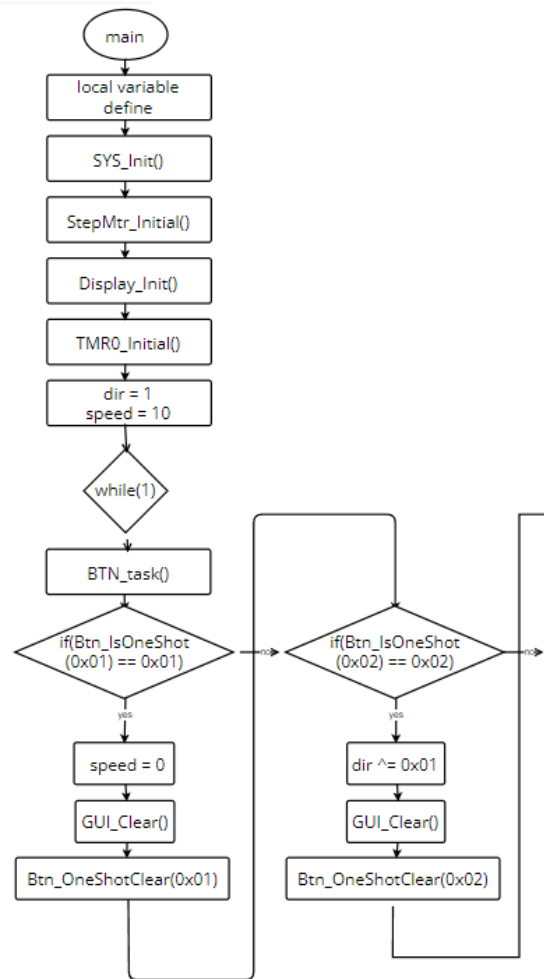 main
local variable
define
SYS_Init()
StepMtr_Initial()
Display_Init()
TMR0_Initial()
dir = 1
speed = 10
while(1)
BTN_task()
if(Btn_IsOneShot
(0x01) == 0x01)
no
yes
speed = 0
GUI_Clear()
Btn_OneShotClear(0x01)
if(Btn_IsOneShot
(0x02) == 0x02)
no
yes
dir ^= 0x01
GUI_Clear()
Btn_OneShotClear(0x02)